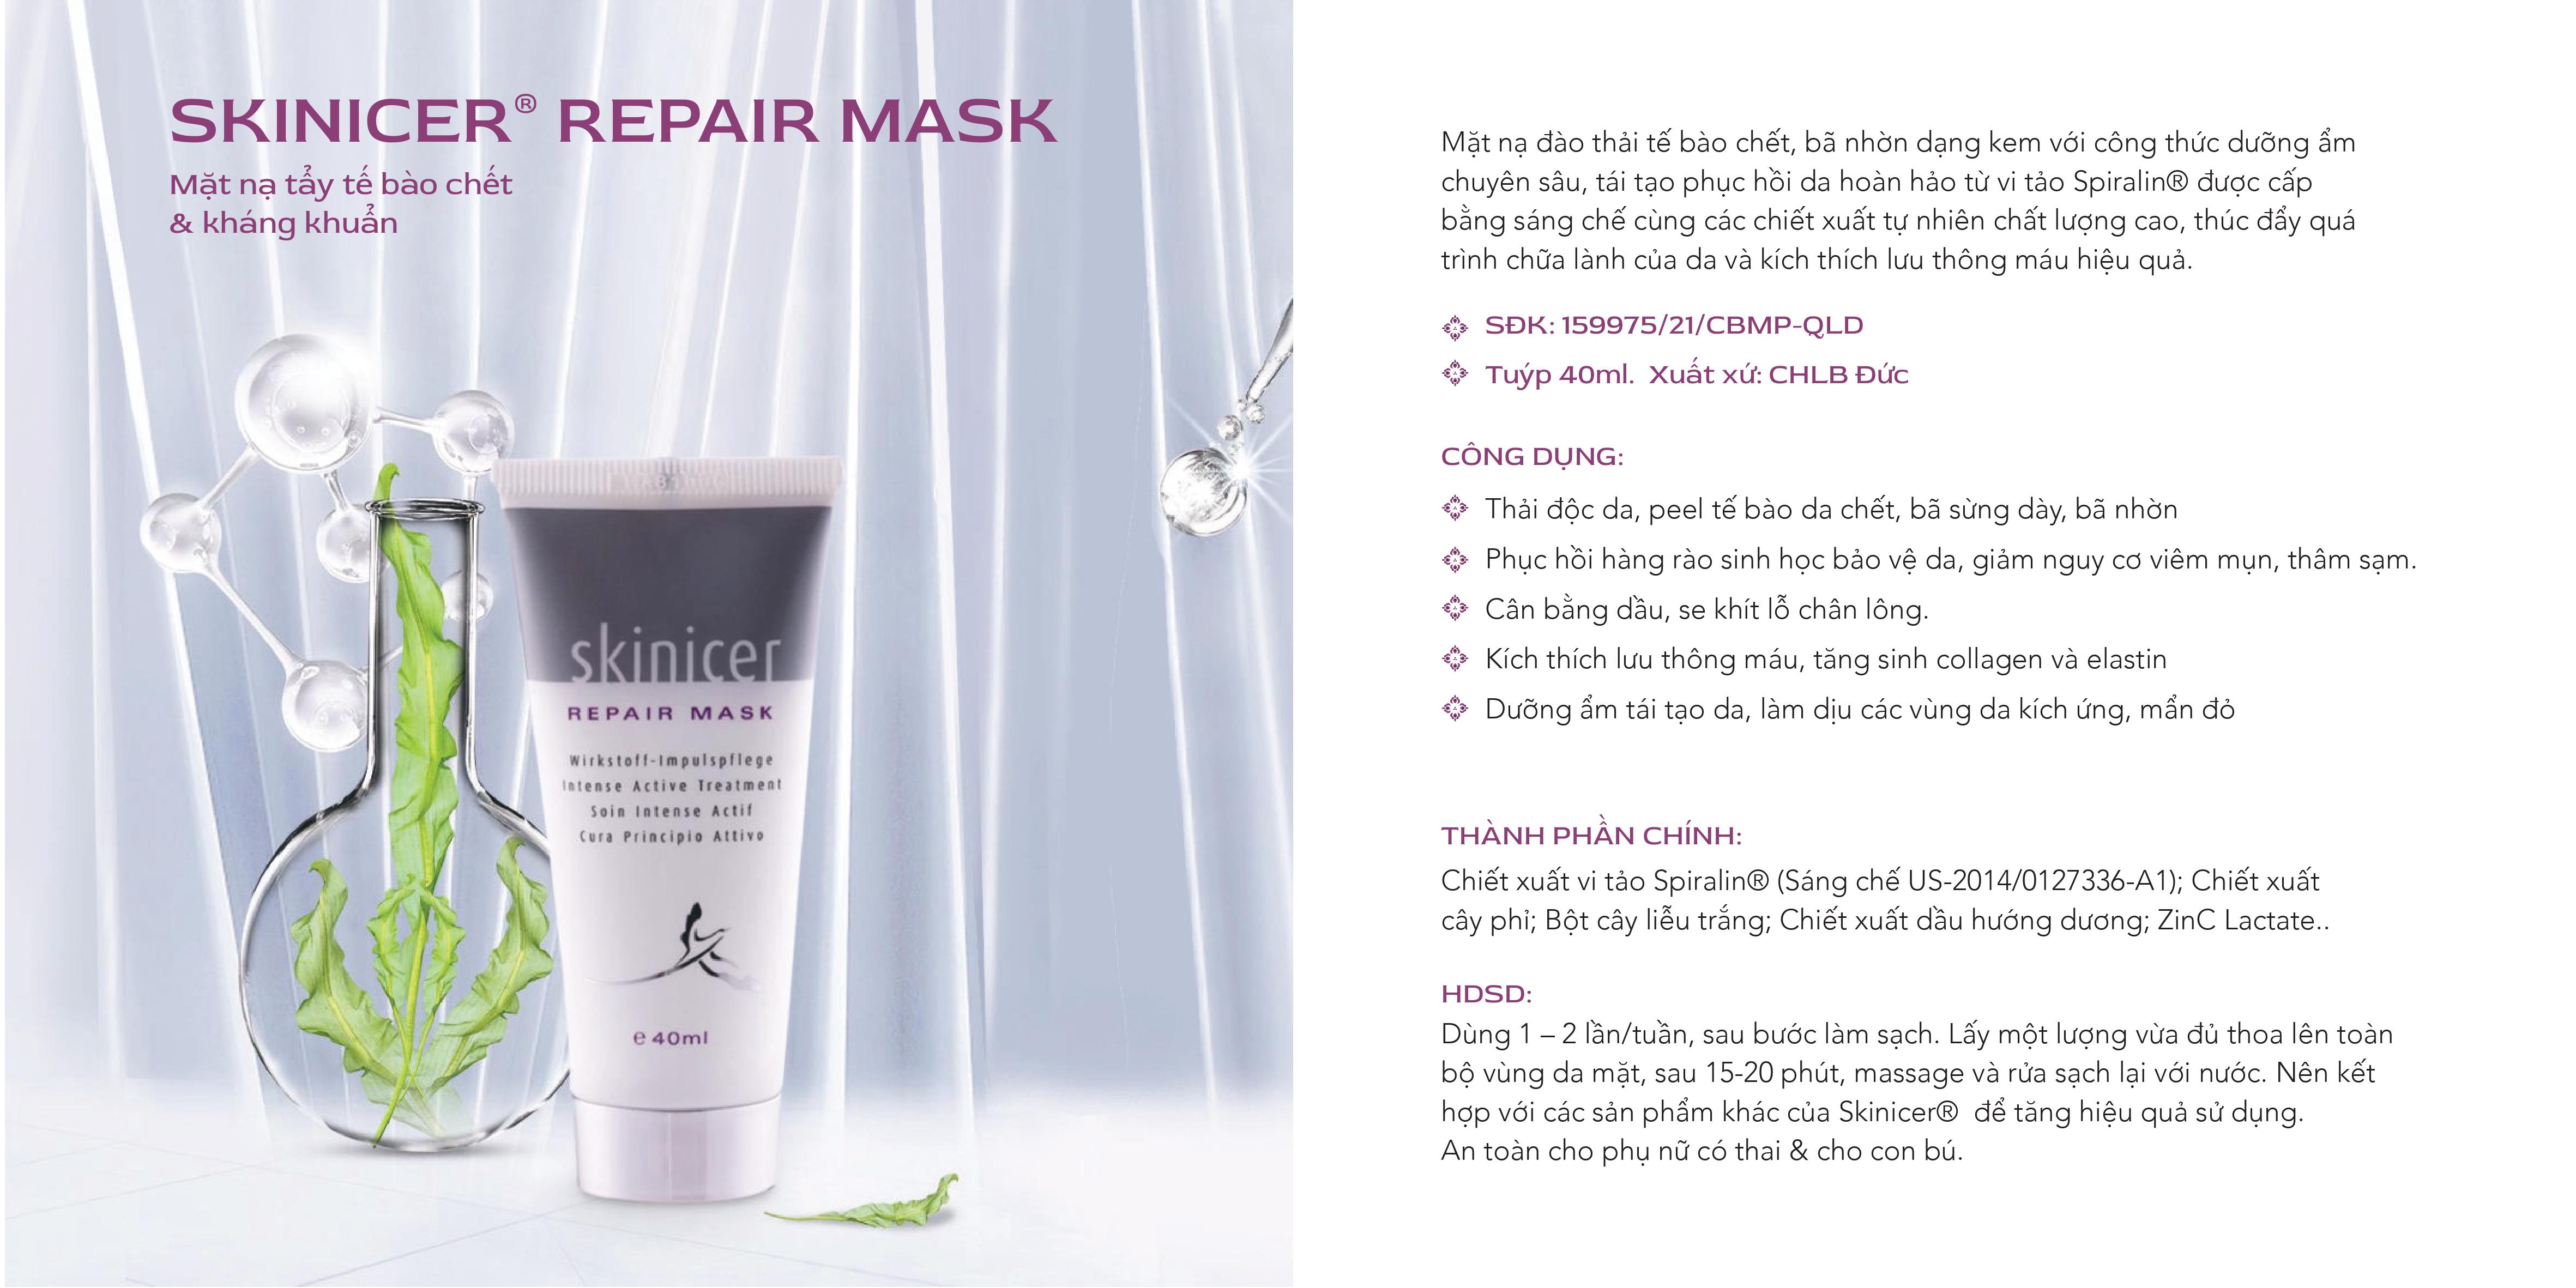 SKINICER® REPAIR MASK
Mặt nạ tẩy tế bào chết
& kháng khuẩn
skinicer
REPAIR MASK
Wirkstoff-Impulspflege
Intense Active Treatment
Soin Intense Actif
Cura Principio Attivo
e 40ml
Mặt nạ đào thải tế bào chết, bã nhờn dạng kem với công thức dưỡng ẩm
chuyên sâu, tái tạo phục hồi da hoàn hảo từ vi tảo Spiralin® được cấp
bằng sáng chế cùng các chiết xuất tự nhiên chất lượng cao, thúc đẩy quá
trình chữa lành của da và kích thích lưu thông máu hiệu quả.
SĐK: 159975/21/CBMP-QLD
Tuýp 40ml.  Xuất xứ: CHLB Đức
CÔNG DỤNG:
Thải độc da, peel tế bào da chết, bã sừng dày, bã nhờn
Phục hồi hàng rào sinh học bảo vệ da, giảm nguy cơ viêm mụn, thâm sạm.
Cân bằng dầu, se khít lỗ chân lông.
Kích thích lưu thông máu, tăng sinh collagen và elastin
Dưỡng ẩm tái tạo da, làm dịu các vùng da kích ứng, mẩn đỏ
THÀNH PHẦN CHÍNH:
Chiết xuất vi tảo Spiralin® (Sáng chế US-2014/0127336-A1); Chiết xuất
cây phỉ; Bột cây liễu trắng; Chiết xuất dầu hướng dương; ZinC Lactate..
HDSD:
Dùng 1 – 2 lần/tuần, sau bước làm sạch. Lấy một lượng vừa đủ thoa lên toàn
bộ vùng da mặt, sau 15-20 phút, massage và rửa sạch lại với nước. Nên kết
hợp với các sản phẩm khác của Skinicer®  để tăng hiệu quả sử dụng.
An toàn cho phụ nữ có thai & cho con bú.